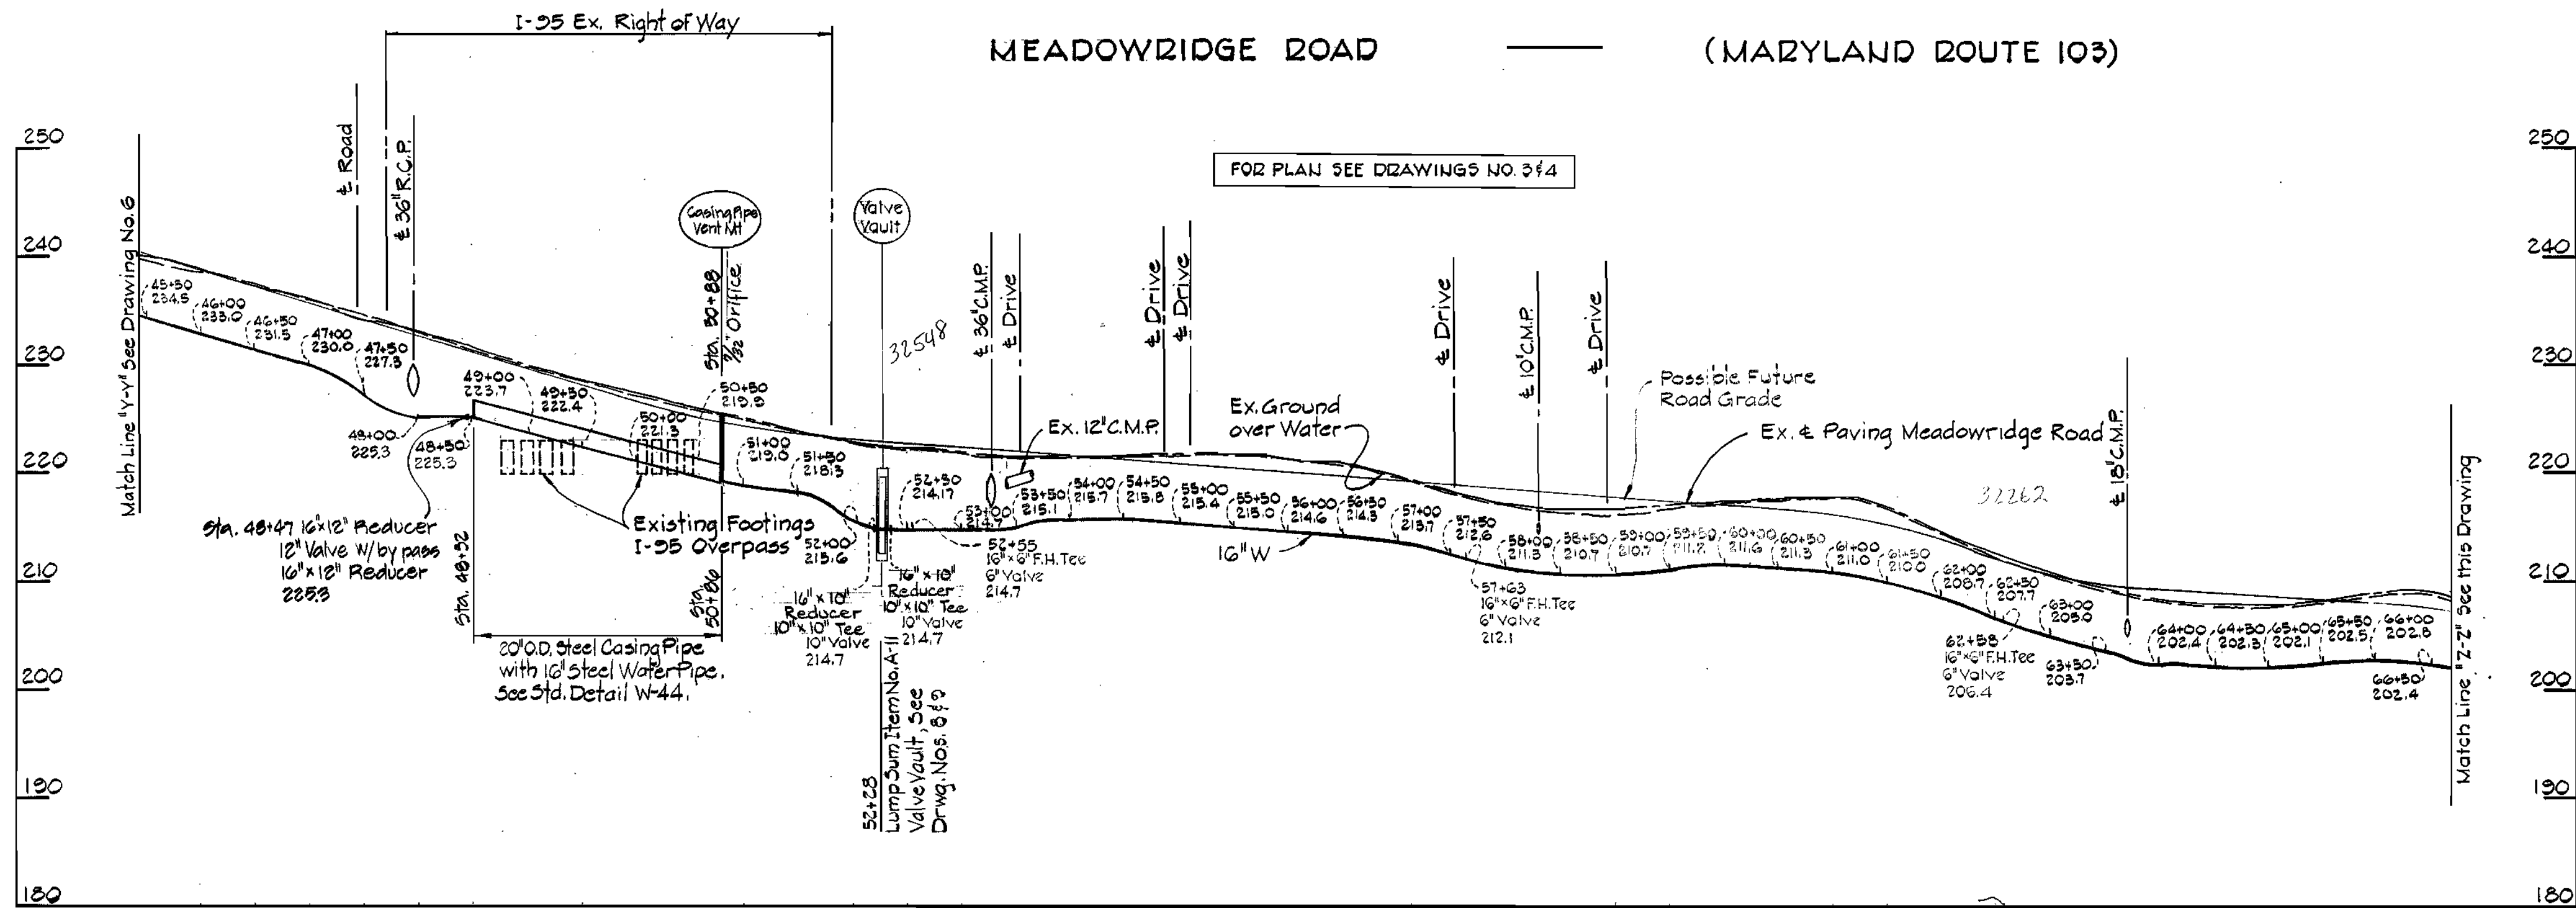 I-95 Ex. Right of Way
MEADOWRIDGE ROAD — (MARYLAND ROUTE 103)
FOR PLAN SEE DRAWINGS NO. 3&4
250
240
230
220
210
200
190
180
250
240
230
220
210
200
190
180
Match Line "Y-Y" See Drawing No.6
℄ Road
℄ 36" R.C.P.
Casing Pipe
Vent MH
Valve
Vault
Sta. 50+88
Orifice
32548
℄ 36" C.M.P.
℄ Drive
℄ Drive
℄ Drive
℄ Drive
℄ 10" C.M.P.
℄ Drive
℄ 18" C.M.P.
Possible Future
Road Grade
Ex. ℄ Paving Meadowridge Road
Ex. Ground
over Water
Ex. 12" C.M.P.
32262
16" W
45+50
234.5
46+00
233.0
46+50
231.5
47+00
230.0
47+50
227.3
48+00
225.3
48+50
225.3
49+00
223.7
49+50
222.4
50+00
221.3
50+50
219.9
51+00
219.0
51+50
218.3
52+00
215.6
52+50
214.17
53+00
214.7
53+50
215.1
54+00
215.7
54+50
215.8
55+00
215.4
55+50
215.0
56+00
214.6
56+50
214.3
57+00
213.7
57+50
212.6
58+00
211.3
58+50
210.7
59+00
210.7
59+50
211.2
60+00
211.6
60+50
211.3
61+00
211.0
61+50
210.0
62+00
208.7
62+50
207.7
63+00
205.0
63+50
203.7
64+00
202.4
64+50
202.3
65+00
202.1
65+50
202.5
66+00
202.8
66+50
202.4
Sta. 48+47 16"x12" Reducer
12" Valve W/by pass
16"x12" Reducer
225.3
Sta. 48+52
Existing Footings
I-95 Overpass
Sta.
50+86
20" O.D. Steel Casing Pipe
with 16" Steel Water Pipe.
See Std. Detail W-44.
16" x 10"
Reducer
10"x 10" Tee
10" Valve
214.7
16" x 10"
Reducer
10"x10" Tee
10" Valve
214.7
52+28
Lump Sum Item No. A-11
Valve Vault, See
Drwg. Nos. 8 & 9
52+55
16"x6" F.H. Tee
6" Valve
214.7
57+63
16"x6" F.H. Tee
6" Valve
212.1
62+58
16"x6" F.H. Tee
6" Valve
206.4
Match Line "Z-Z" See this Drawing